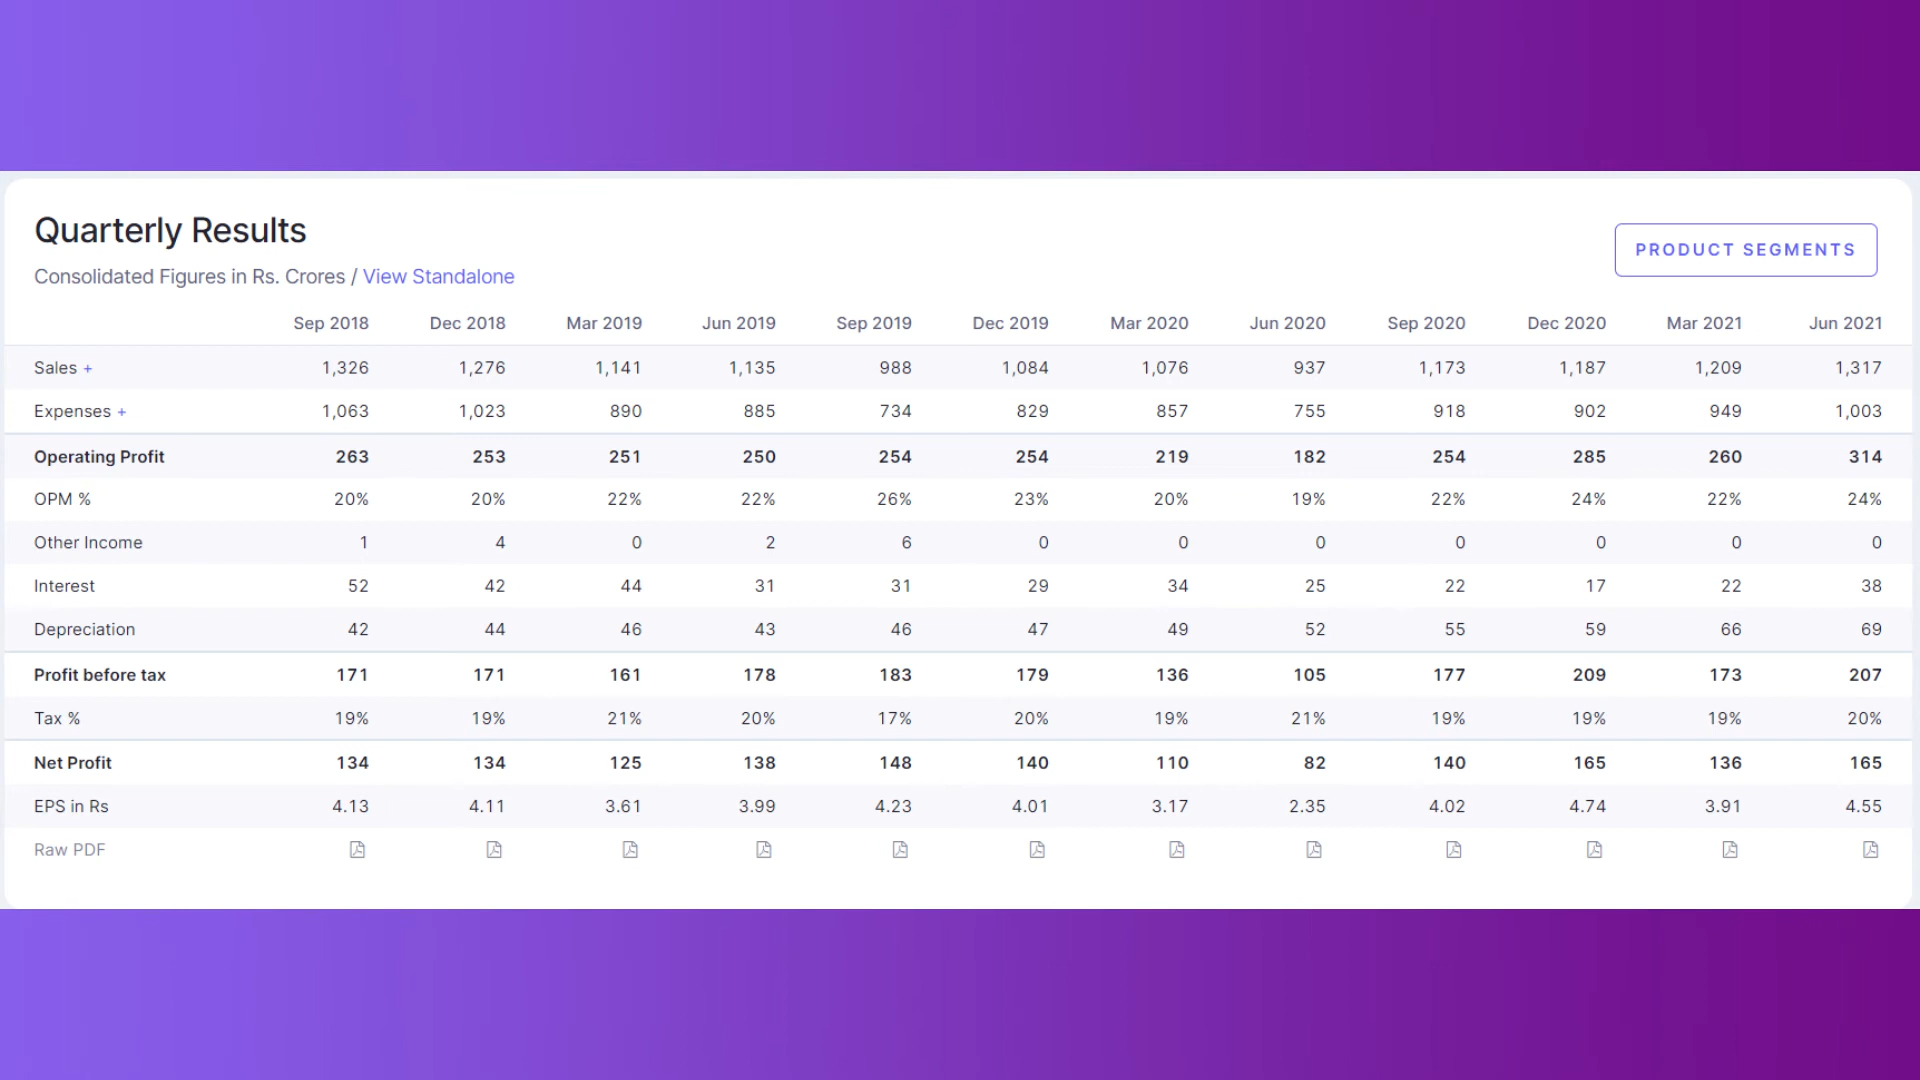 Quarterly Results
PRODUCT SEGMENTS
Consolidated Figures in Rs. Crores / View Standalone
Sep 2018 Dec 2018 Mar 2019 Jun 2019 Sep 2019 Dec 2019 Mar 2020 Jun 2020 Sep 2020 Dec 2020 Mar 2021 Jun 2021
Sales + 1,326 1,276 1,141 1,135 988 1,084 1,076 937 1,173 1,187 1,209 1,317
Expenses + 1,063 1,023 890 885 734 829 857 755 918 902 949 1,003
Operating Profit 263 253 251 250 254 254 219 182 254 285 260 314
OPM % 20% 20% 22% 22% 26% 23% 20% 19% 22% 24% 22% 24%
Other Income 1 4 0 2 6 0 0 0 0 0 0 0
Interest 52 42 44 31 31 29 34 25 22 17 22 38
Depreciation 42 44 46 43 46 47 49 52 55 59 66 69
Profit before tax 171 171 161 178 183 179 136 105 177 209 173 207
Tax % 19% 19% 21% 20% 17% 20% 19% 21% 19% 19% 19% 20%
Net Profit 134 134 125 138 148 140 110 82 140 165 136 165
EPS in Rs 4.13 4.11 3.61 3.99 4.23 4.01 3.17 2.35 4.02 4.74 3.91 4.55
Raw PDF